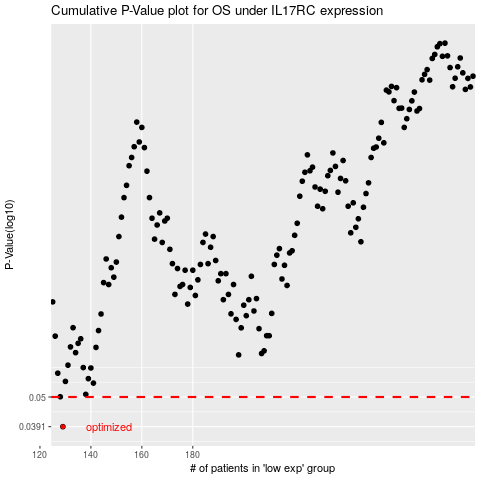 Cumulative P-Value plot for OS under IL17RC expression
P-Value(log10)
0.05
0.0391
optimized
120 140 160 180
# of patients in 'low exp' group